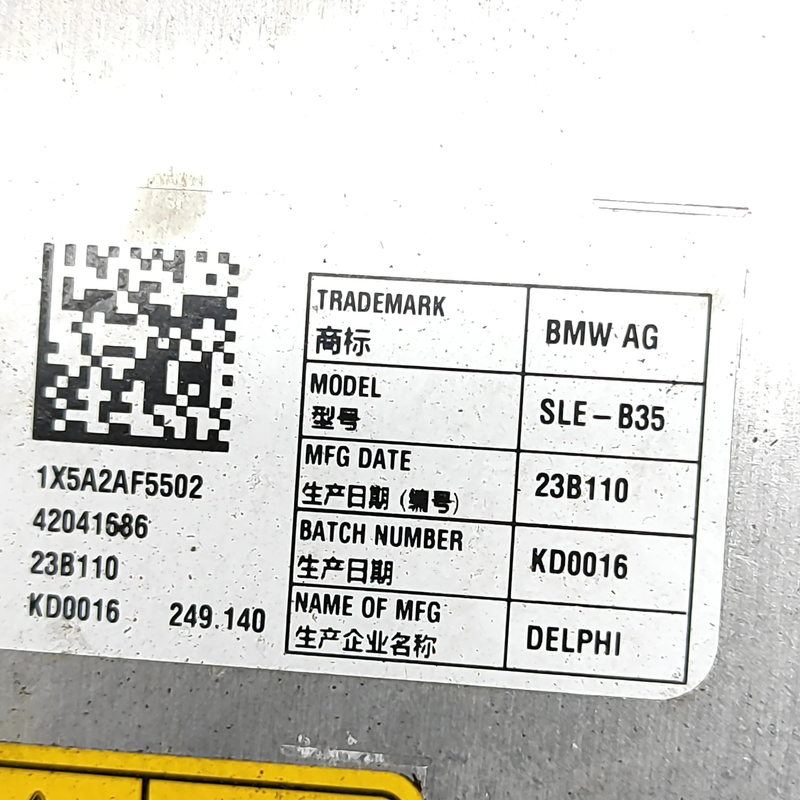 1X5A2AF5502
42041686
23B110
KD0016 249.140
TRADEMARK
商标
BMW AG
MODEL
型号
SLE-B35
MFG DATE
生产日期 (编号)
23B110
BATCH NUMBER
生产日期
KD0016
NAME OF MFG
生产企业名称
DELPHI